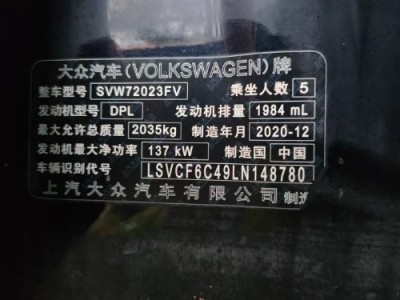 大众汽车(VOLKSWAGEN)牌
整车型号 SVW72023FV 乘坐人数 5
发动机型号 DPL 发动机排量 1984 mL
最大允许总质量 2035kg 制造年月 2020-12
发动机最大净功率 137 kW 制造国 中国
车辆识别代号 LSVCF6C49LN148780
上汽大众汽车有限公司 制造